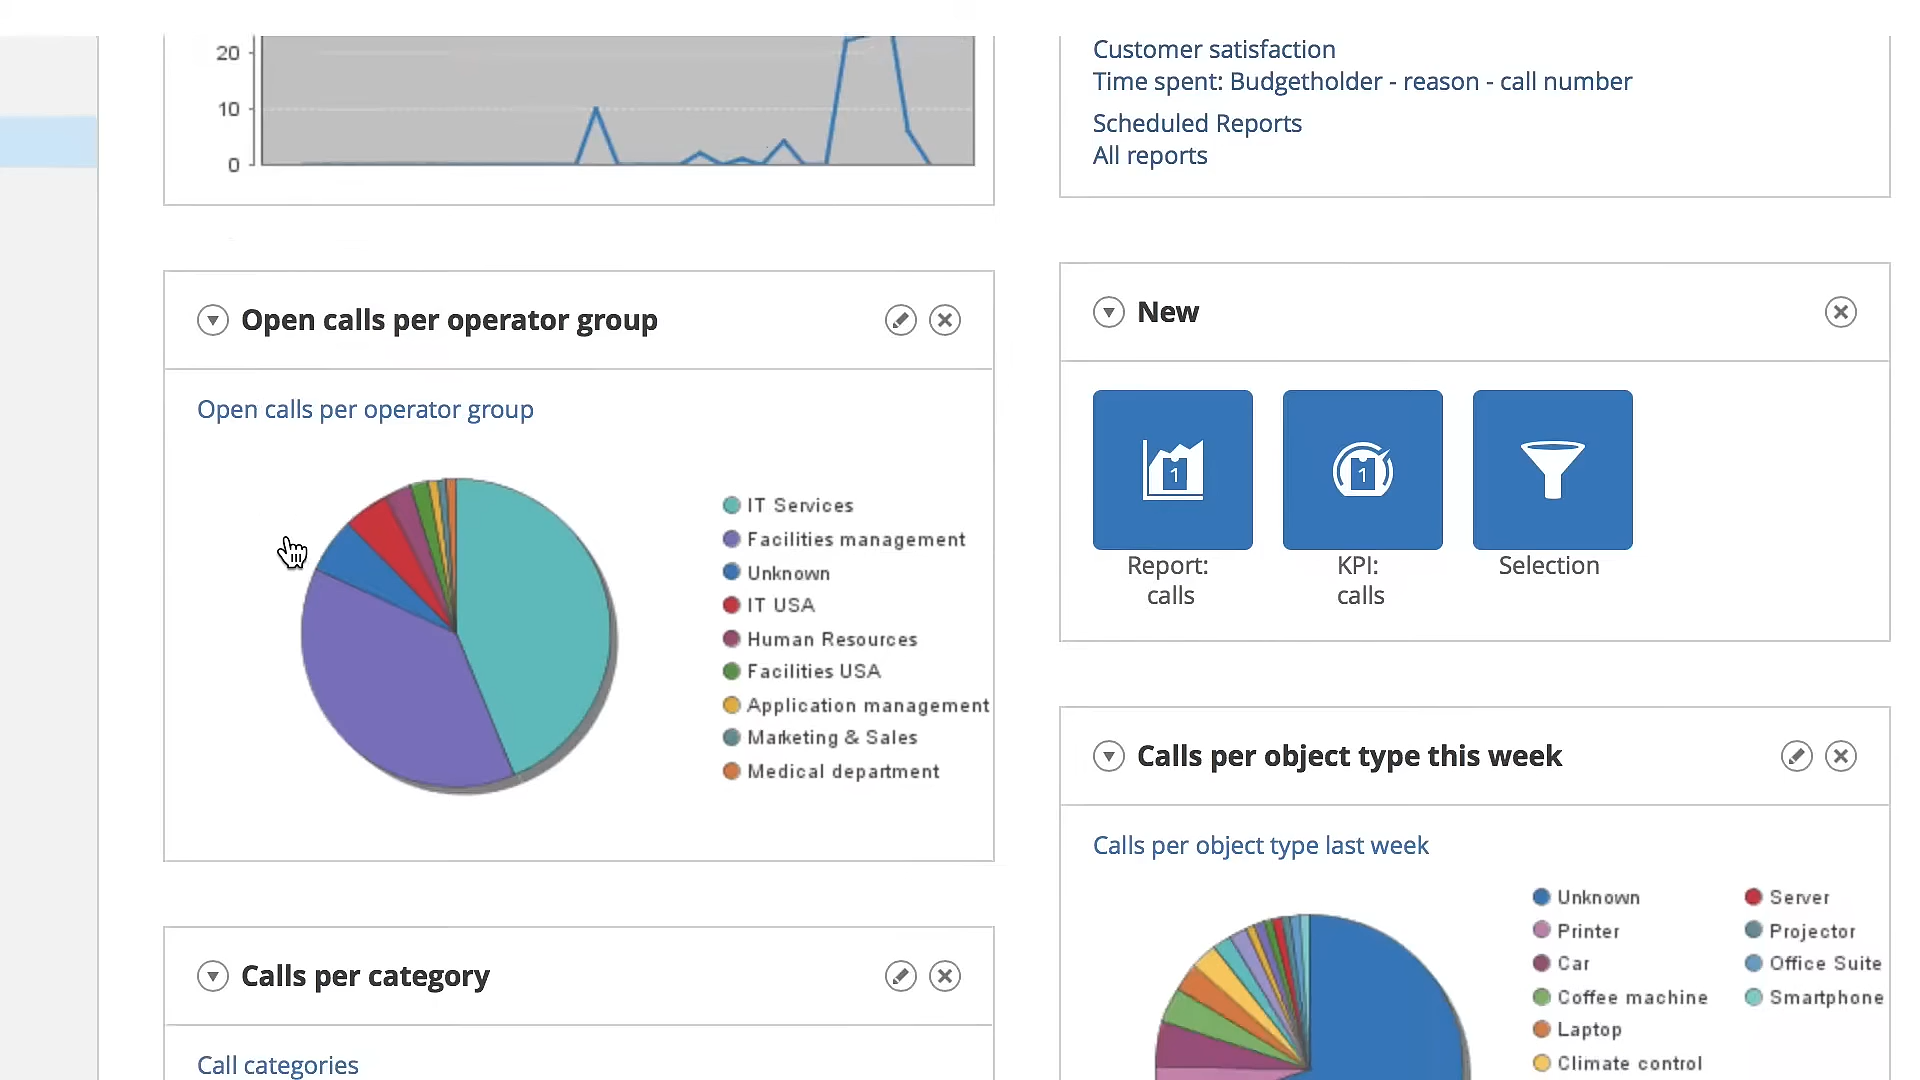 20
10
0
Open calls per operator group
Open calls per operator group
IT Services
Facilities management
Unknown
IT USA
Human Resources
Facilities USA
Application management
Marketing & Sales
Medical department
Calls per category
Call categories
Customer satisfaction
Time spent: Budgetholder - reason - call number
Scheduled Reports
All reports
New
1
1
Report:
calls
KPI:
calls
Selection
Calls per object type this week
Calls per object type last week
Unknown
Printer
Car
Coffee machine
Laptop
Climate control
Server
Projector
Office Suite
Smartphone